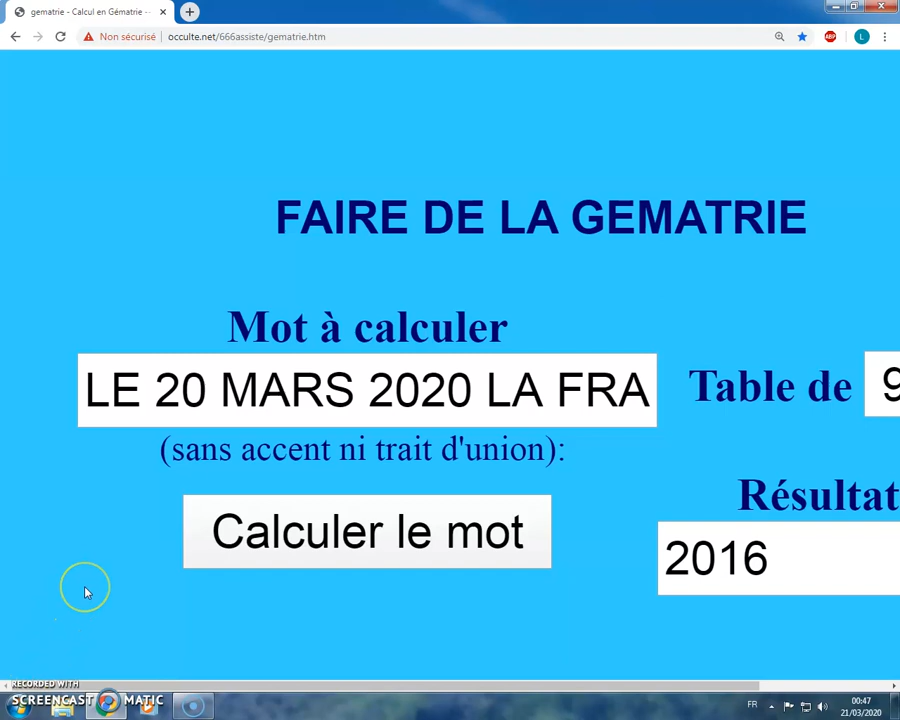 gematrie - Calcul en Gématrie -
Non sécurisé
occulte.net/666assiste/gematrie.htm
ABP
L
FAIRE DE LA GEMATRIE
Mot à calculer
LE 20 MARS 2020 LA FRA
Table de 9
(sans accent ni trait d'union):
Résultat
Calculer le mot
2016
RECORDED WITH
SCREENCAST MATIC
FR
00:47
21/03/2020